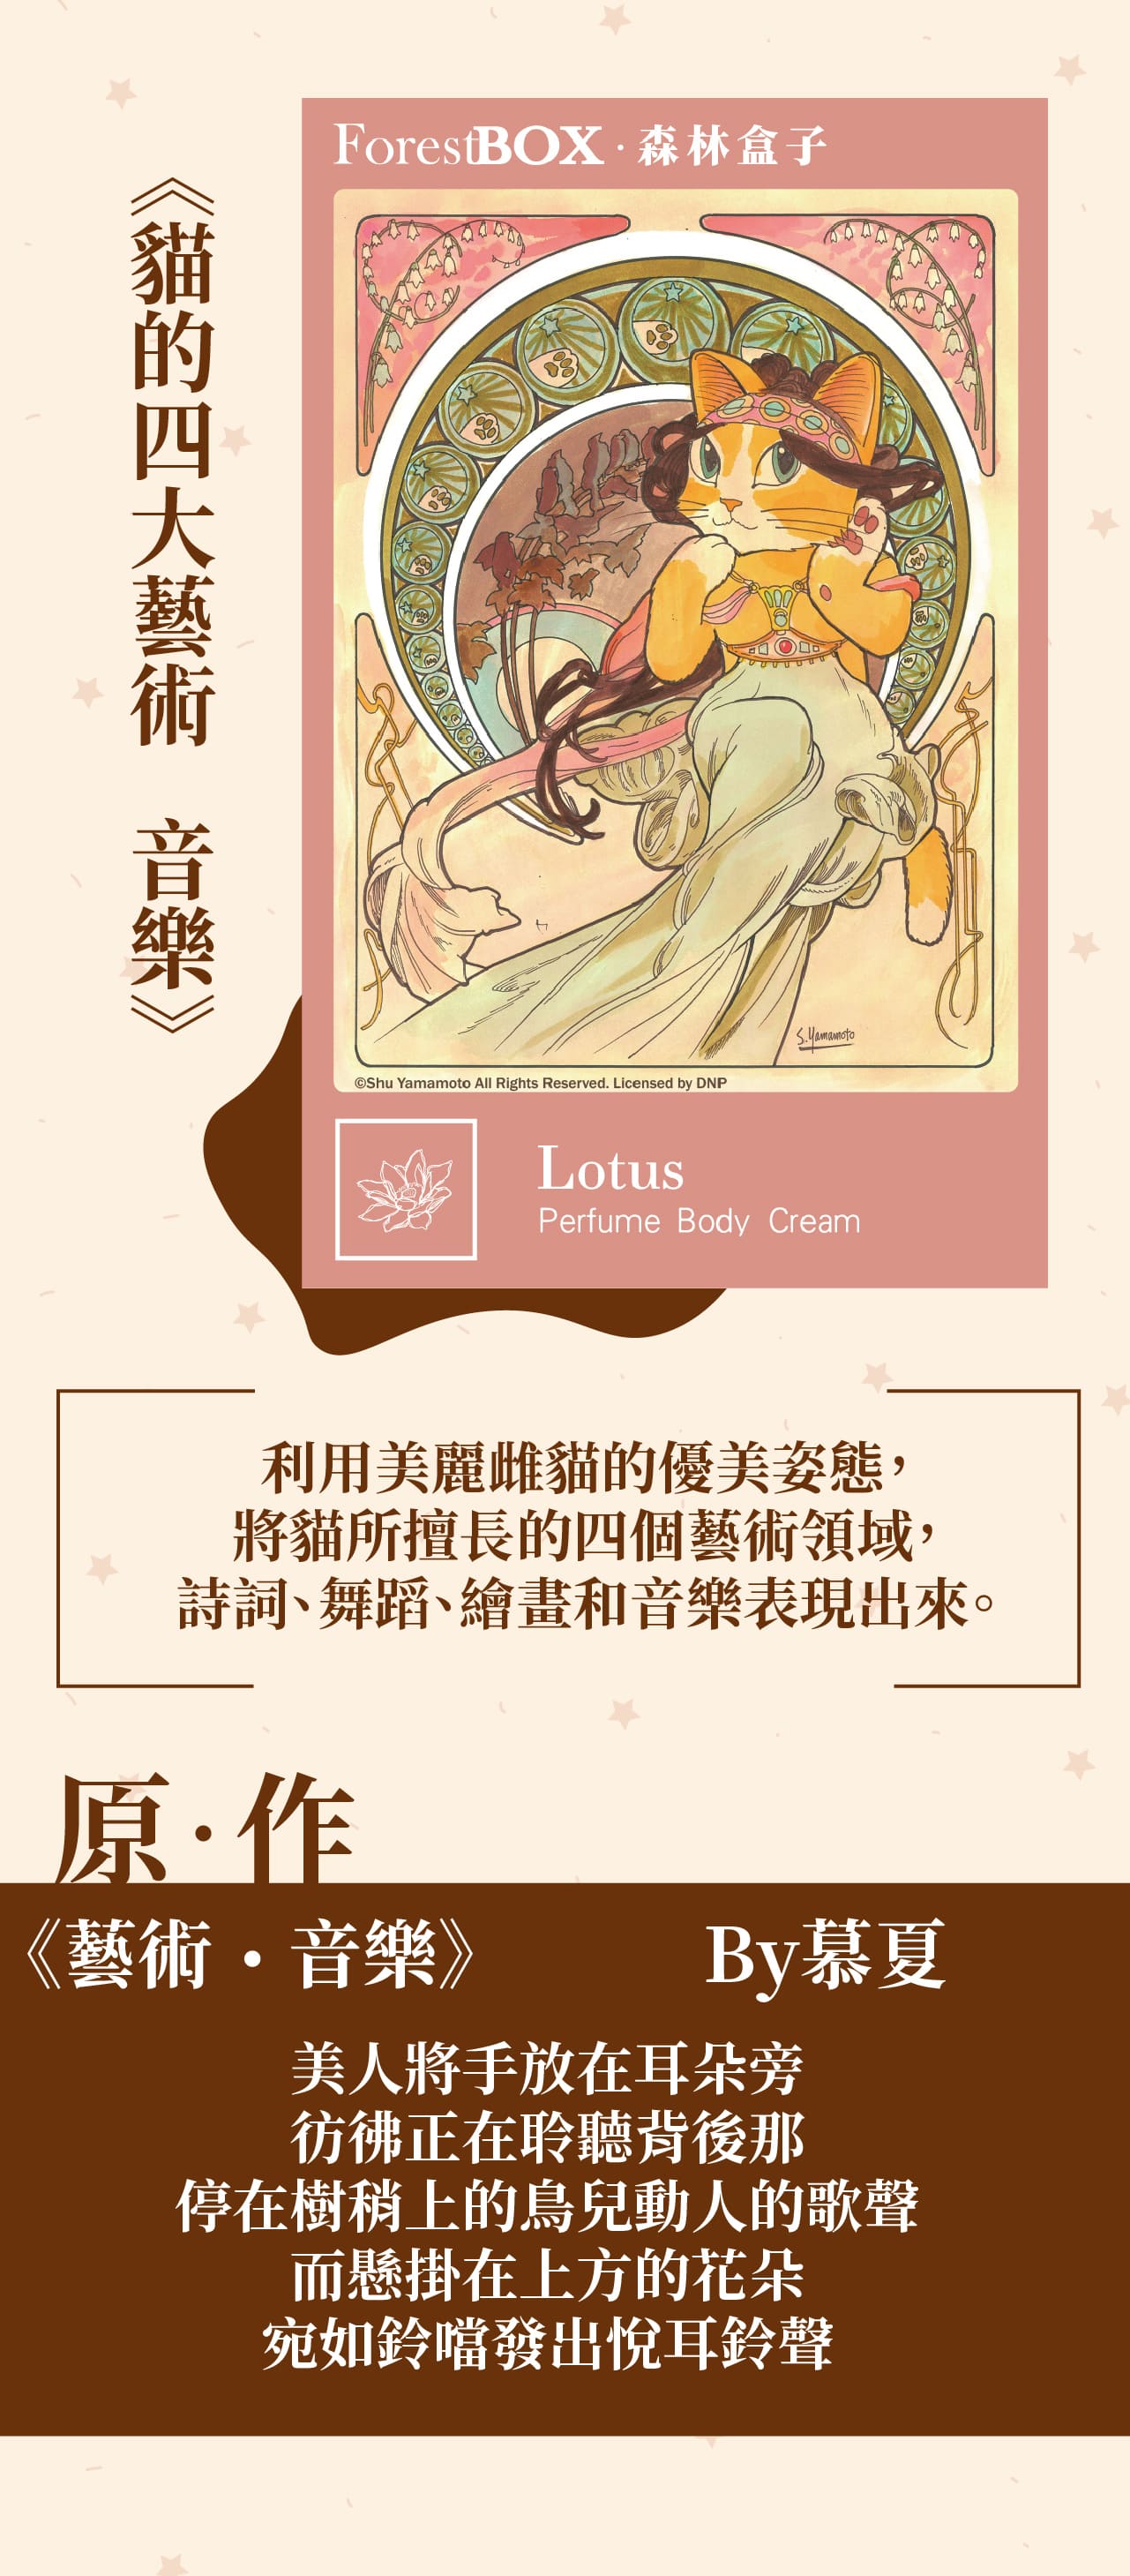 ForestBOX · 森林盒子
《貓的四大藝術 音樂》
S.Yamamoto
©Shu Yamamoto All Rights Reserved. Licensed by DNP
Lotus
Perfume Body Cream
利用美麗雌貓的優美姿態，
將貓所擅長的四個藝術領域，
詩詞、舞蹈、繪畫和音樂表現出來。
原·作
《藝術·音樂》 By慕夏
美人將手放在耳朵旁
彷彿正在聆聽背後那
停在樹稍上的鳥兒動人的歌聲
而懸掛在上方的花朵
宛如鈴噹發出悅耳鈴聲